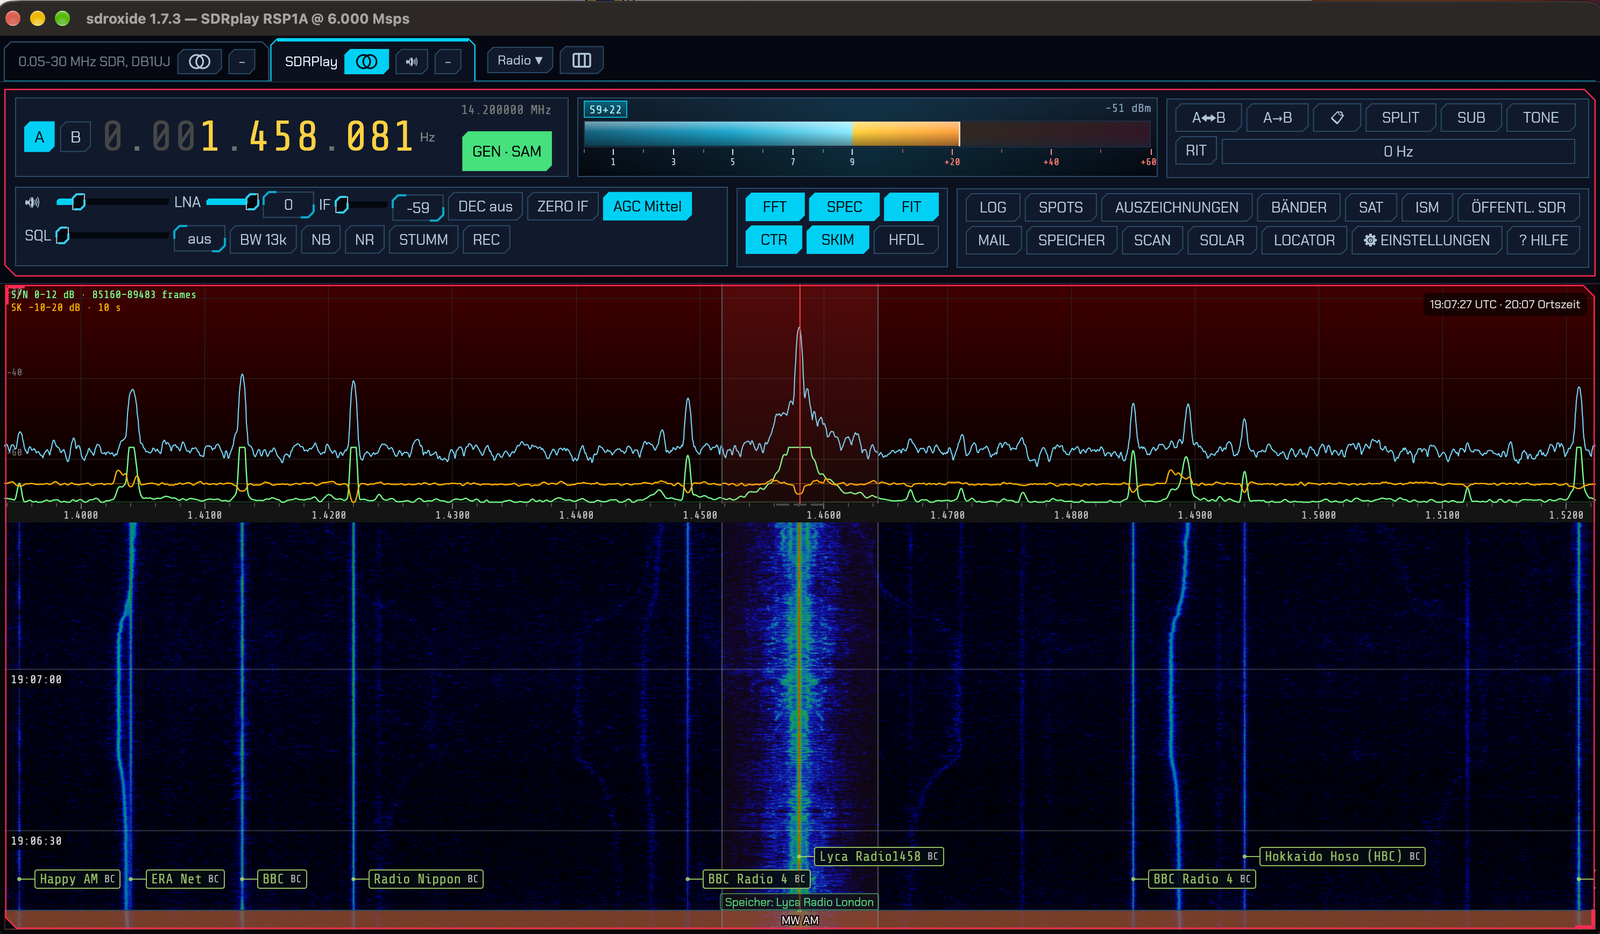 sdroxide 1.7.3 — SDRplay RSP1A @ 6.000 Msps
0.05-30 MHz SDR, DB1UJ - SDRPlay - Radio ▼
A B 0.001.458.081 Hz 14.200000 MHz
GEN · SAM
S9+22 -51 dBm
1 3 5 7 9 +20 +40 +60
A⬌B A→B SPLIT SUB TONE
RIT 0 Hz
LNA 0 IF -59 DEC aus ZERO IF AGC Mittel
SQL aus BW 13k NB NR STUMM REC
FFT SPEC FIT
CTR SKIM HFDL
LOG SPOTS AUSZEICHNUNGEN BÄNDER SAT ISM ÖFFENTL. SDR
MAIL SPEICHER SCAN SOLAR LOCATOR EINSTELLUNGEN ? HILFE
S/N 0-12 dB · 85160-89483 frames
SK -10-20 dB · 10 s
19:07:27 UTC · 20:07 Ortszeit
-40
-60
1.4000 1.4100 1.4200 1.4300 1.4400 1.4500 1.4600 1.4700 1.4800 1.4900 1.5000 1.5100 1.5200
19:07:00
19:06:30
Lyca Radio1458 BC Hokkaido Hoso (HBC) BC
Happy AM BC ERA Net BC BBC BC Radio Nippon BC BBC Radio 4 BC BBC Radio 4 BC
Speicher: Lyca Radio London
MW AM